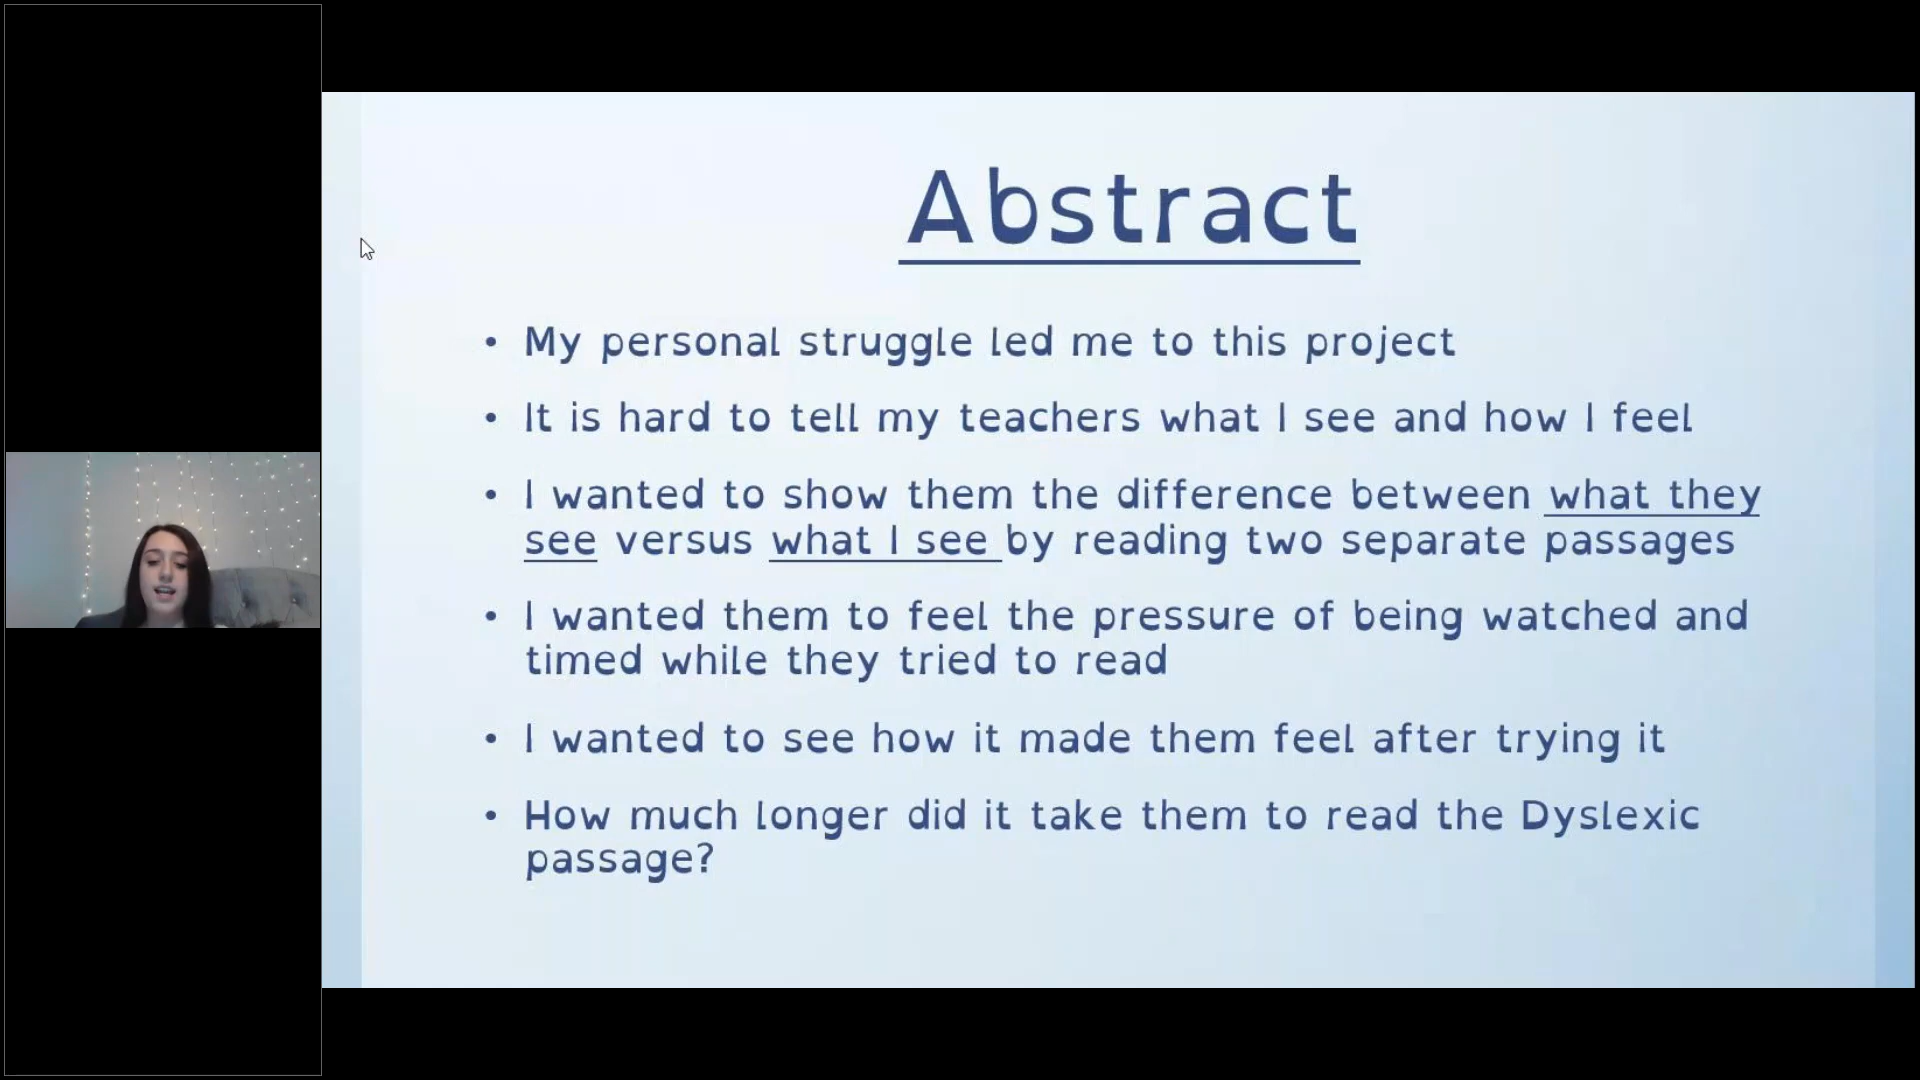 Abstract
• My personal struggle led me to this project
• It is hard to tell my teachers what I see and how I feel
• I wanted to show them the difference between what they
see versus what I see by reading two separate passages
• I wanted them to feel the pressure of being watched and
timed while they tried to read
• I wanted to see how it made them feel after trying it
• How much longer did it take them to read the Dyslexic
passage?